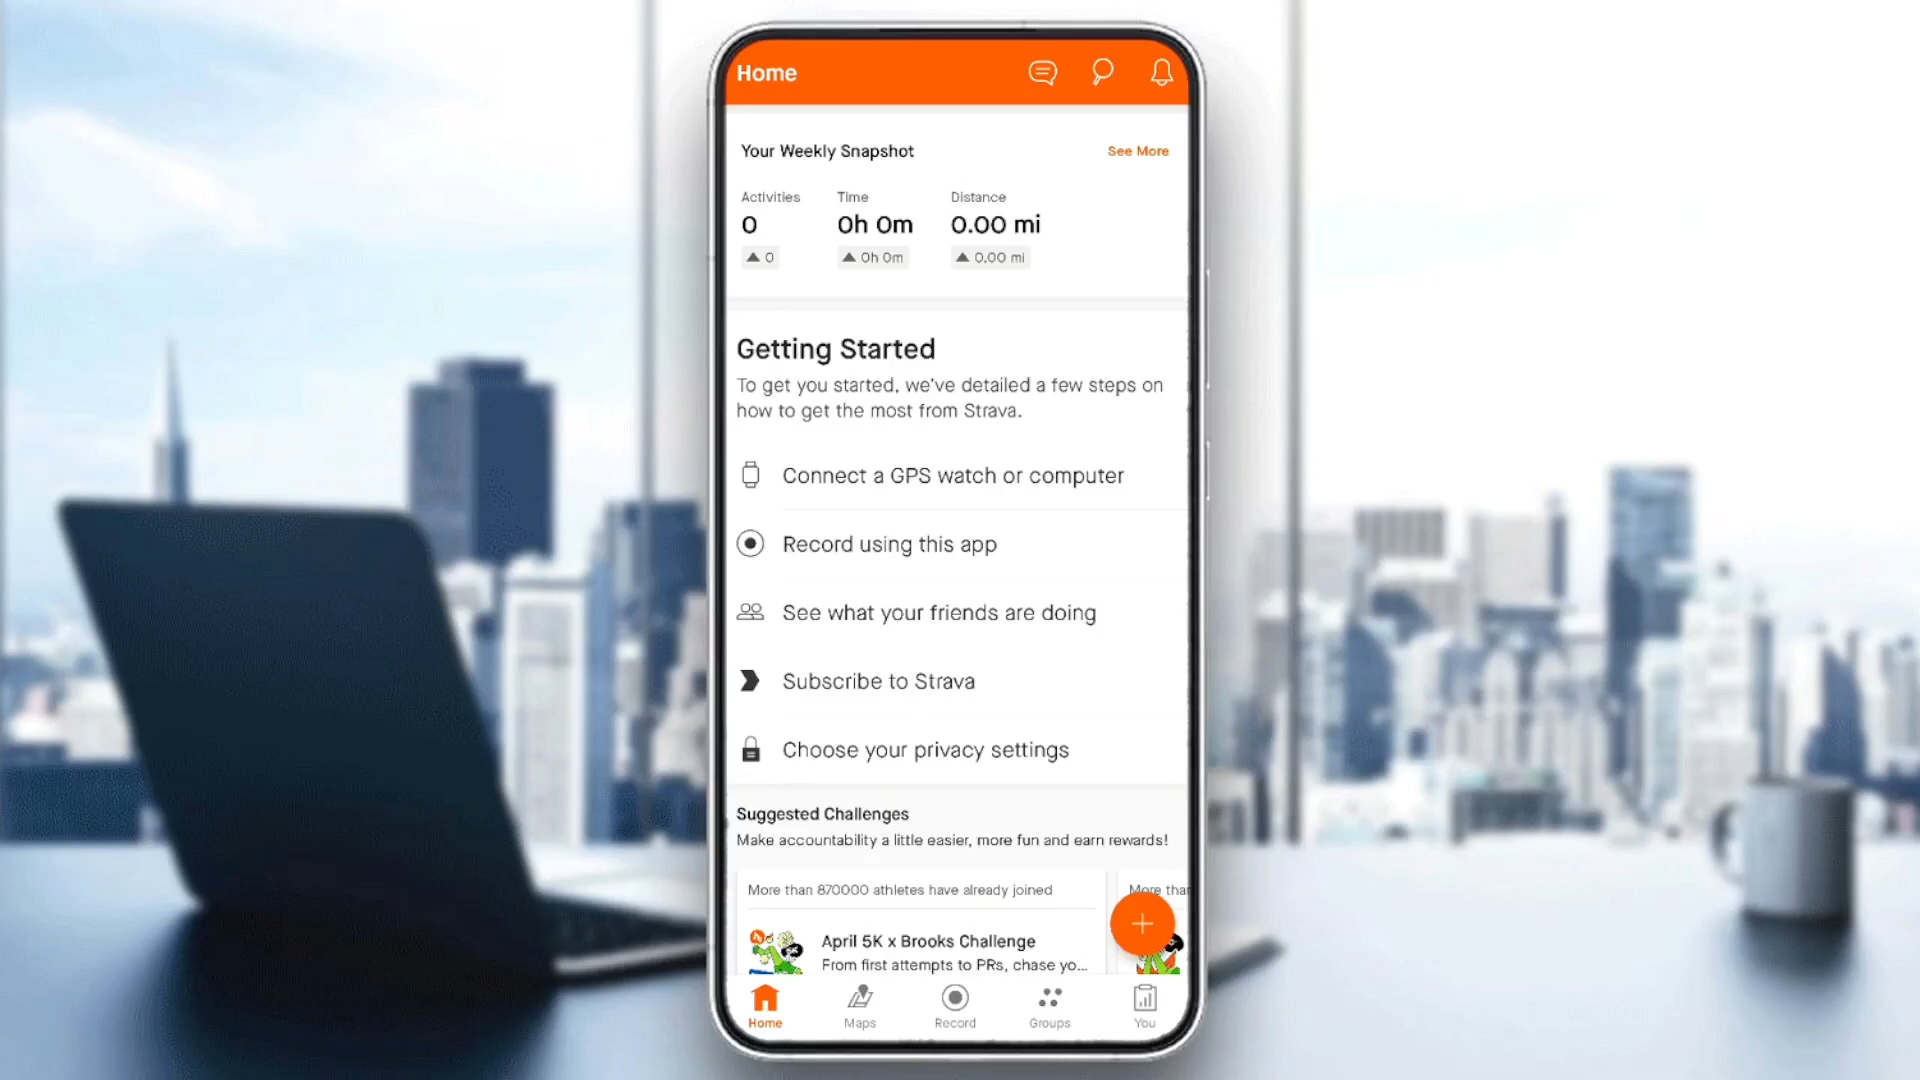 Home
Your Weekly Snapshot
See More
Activities
Time
Distance
0
0h 0m
0.00 mi
0
0h 0m
0.00 mi
Getting Started
To get you started, we've detailed a few steps on
how to get the most from Strava.
Connect a GPS watch or computer
Record using this app
See what your friends are doing
Subscribe to Strava
Choose your privacy settings
Suggested Challenges
Make accountability a little easier, more fun and earn rewards!
More than 870000 athletes have already joined
More than
April 5K x Brooks Challenge
From first attempts to PRs, chase yo...
Home
Maps
Record
Groups
You